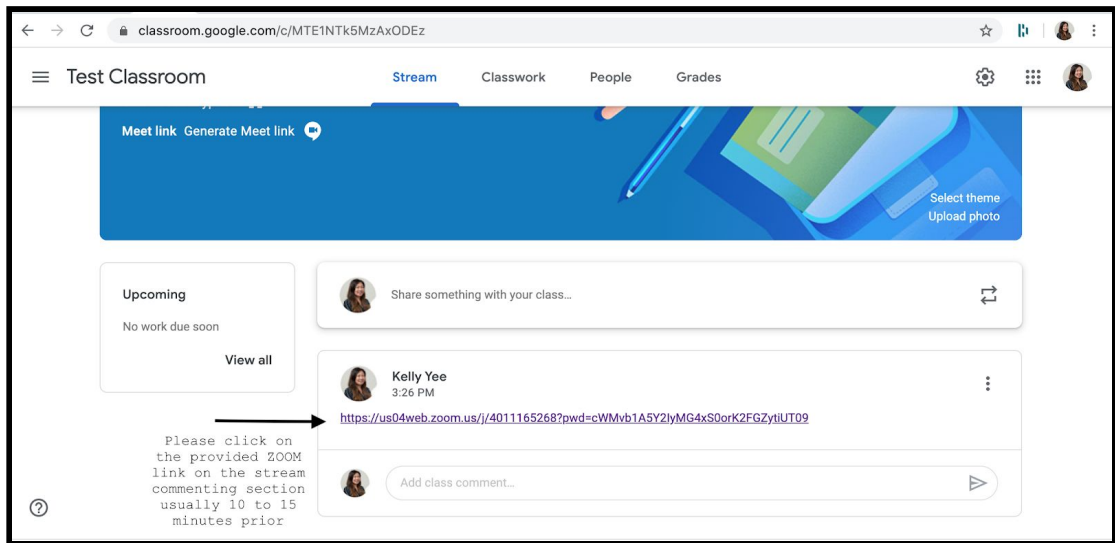 classroom.google.com/c/MTE1NTk5MzAxODEz
Test Classroom
Stream Classwork People Grades
Meet link Generate Meet link
Select theme
Upload photo
Upcoming
No work due soon
View all
Share something with your class...
Kelly Yee
3:26 PM
https://us04web.zoom.us/j/4011165268?pwd=cWMvb1A5Y2IyMG4xS0orK2FGZytiUT09
Please click on
the provided ZOOM
link on the stream
commenting section
usually 10 to 15
minutes prior
Add class comment...